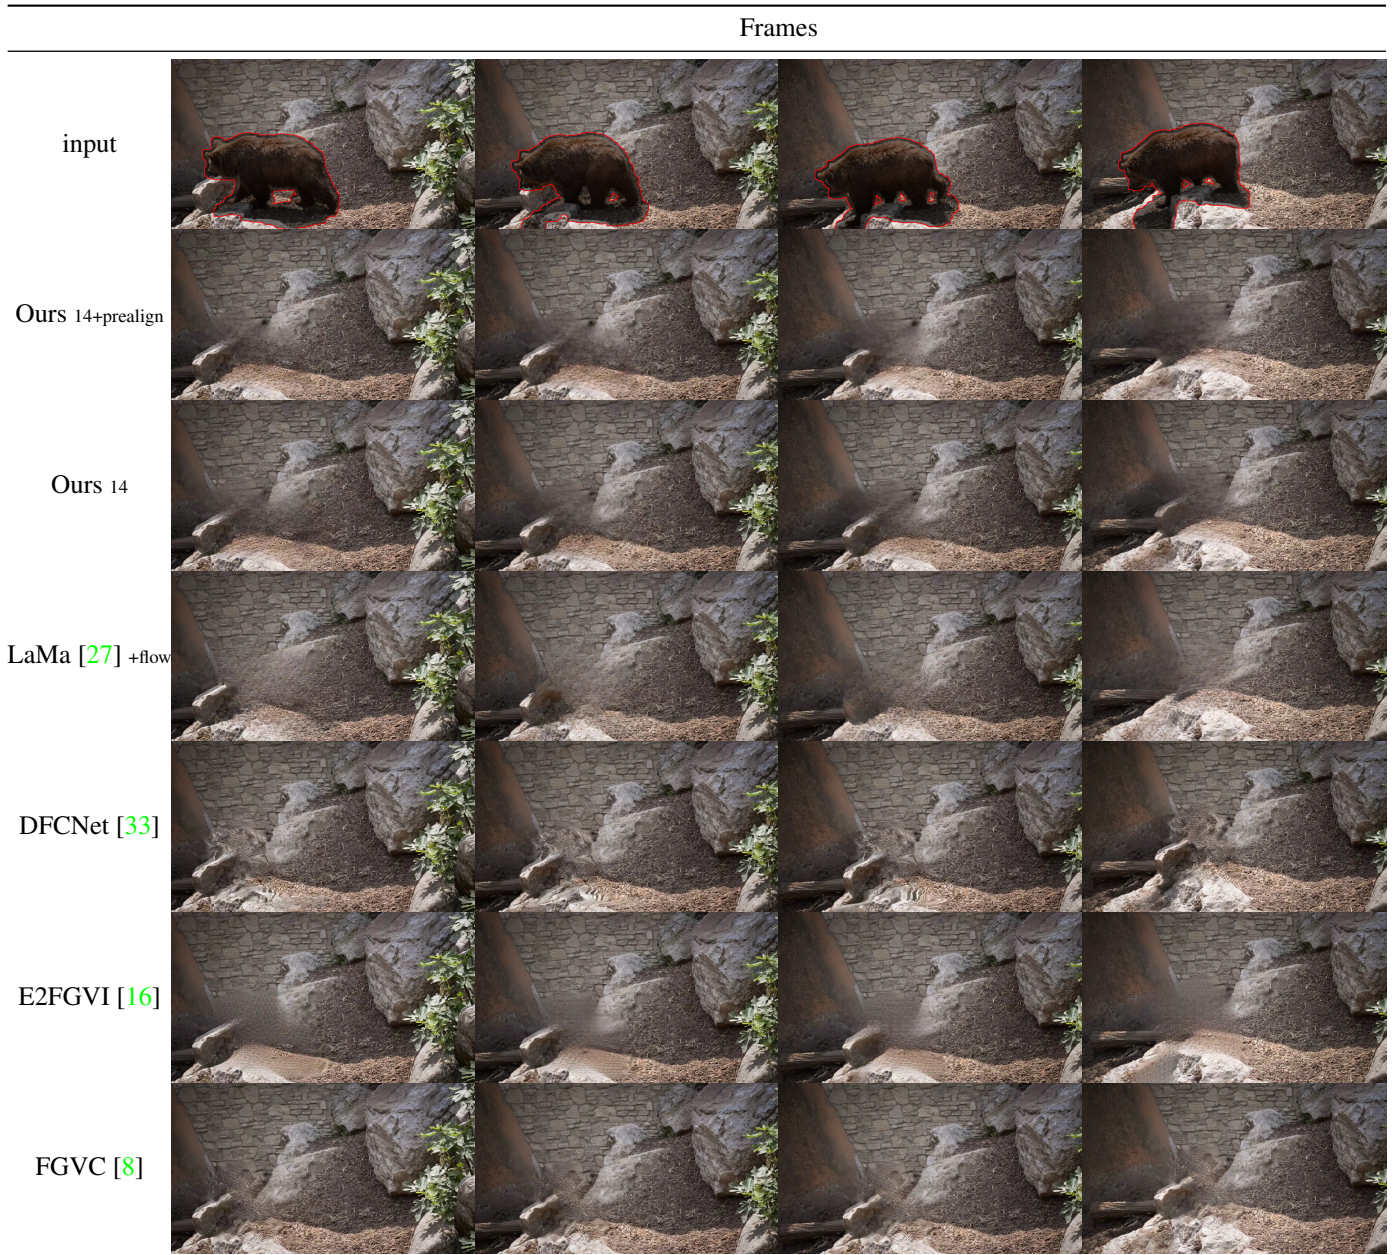 Frames
input
Ours 14+prealign
Ours 14
LaMa [27] +flow
DFCNet [33]
E2FGVI [16]
FGVC [8]